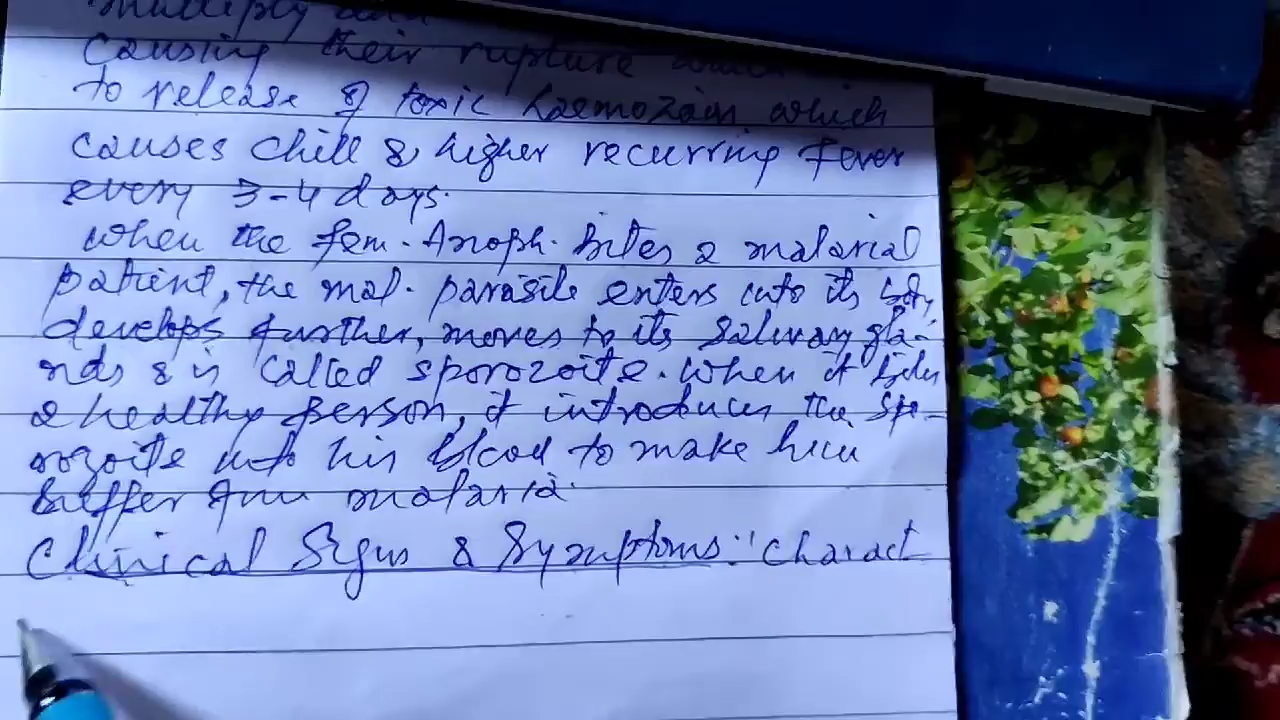 multiply and
causing their rupture which
to release of toxic haemozoin which
causes chill & higher recurring fever
every 3-4 days.
when the fem. Anoph. bites a malarial
patient, the mal. parasite enters into its body,
develops further, moves to its salivary gla-
nds & is called sporozoite. When it bites
a healthy person, it introduces the spo-
rozoite into his blood to make him
suffer from malaria.
Clinical Signs & Symptoms: charact